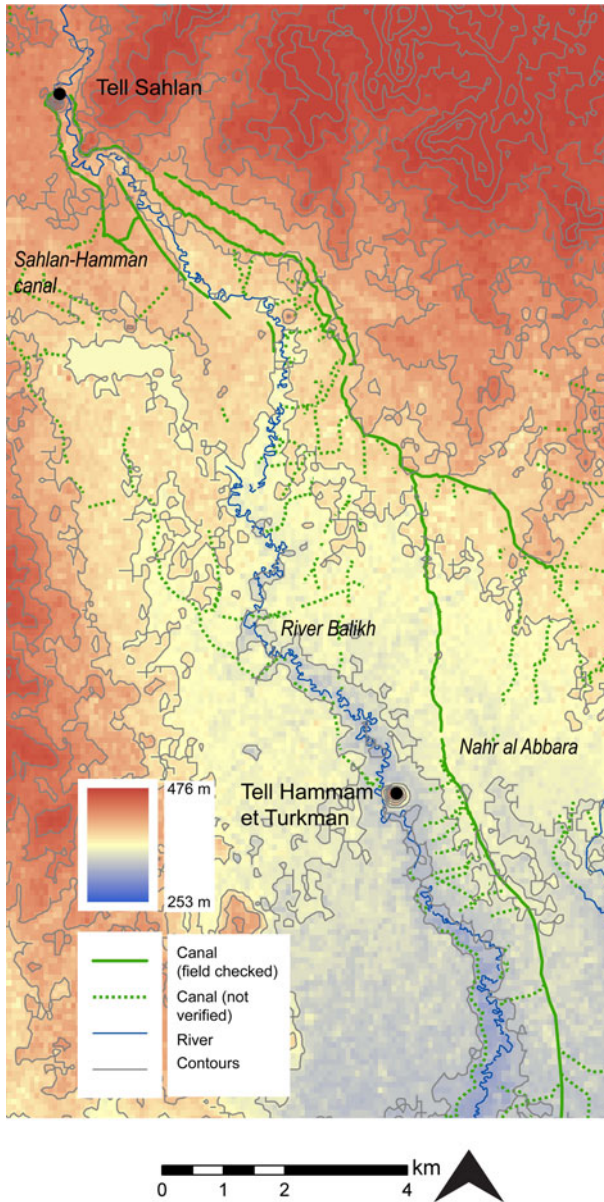 Tell Sahlan
Sahlan-Hamman
canal
River Balikh
Nahr al Abbara
Tell Hammam
et Turkman
476 m
253 m
Canal
(field checked)
Canal (not
verified)
River
Contours
km
0 1 2 4